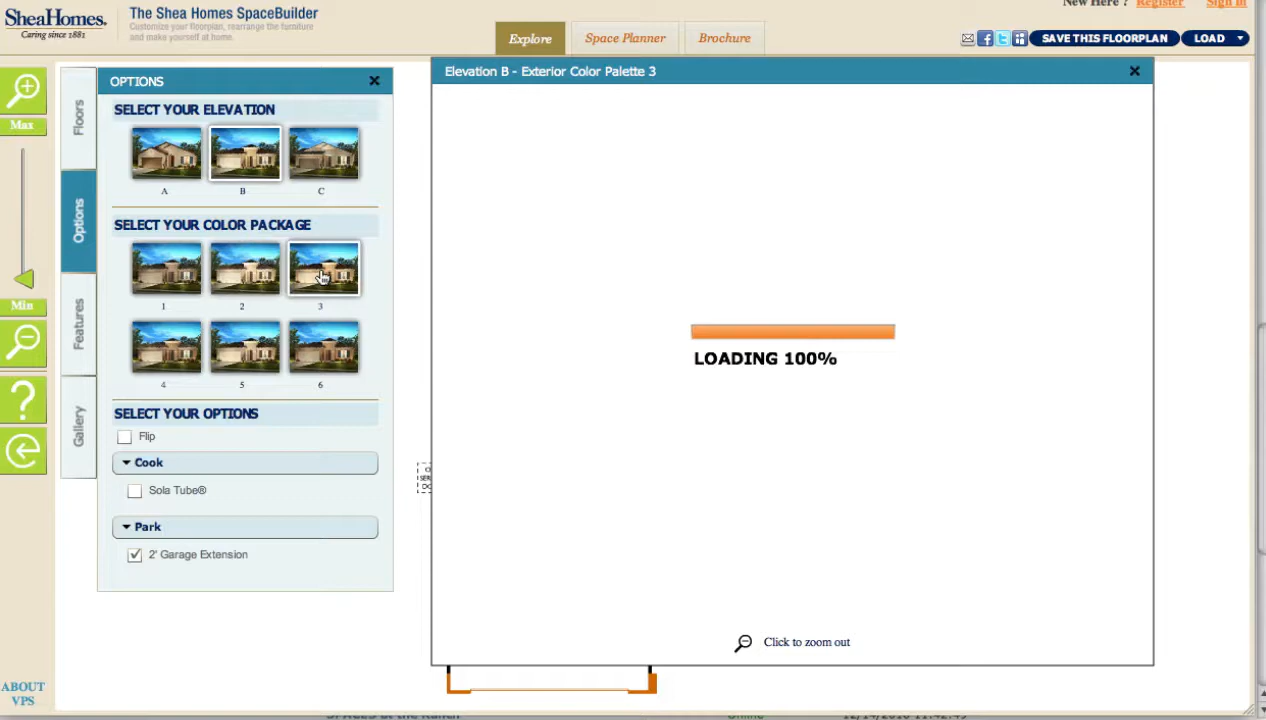 SheaHomes.
Caring since 1881
The Shea Homes SpaceBuilder
Customize your floorplan, rearrange the furniture
and make yourself at home.
New Here ? Register Sign In
Explore
Space Planner
Brochure
SAVE THIS FLOORPLAN
LOAD
Max
Min
ABOUT
VPS
Floors
Options
Features
Gallery
OPTIONS
SELECT YOUR ELEVATION
A
B
C
SELECT YOUR COLOR PACKAGE
1
2
3
4
5
6
SELECT YOUR OPTIONS
Flip
Cook
Sola Tube®
Park
2' Garage Extension
Elevation B - Exterior Color Palette 3
LOADING 100%
Click to zoom out